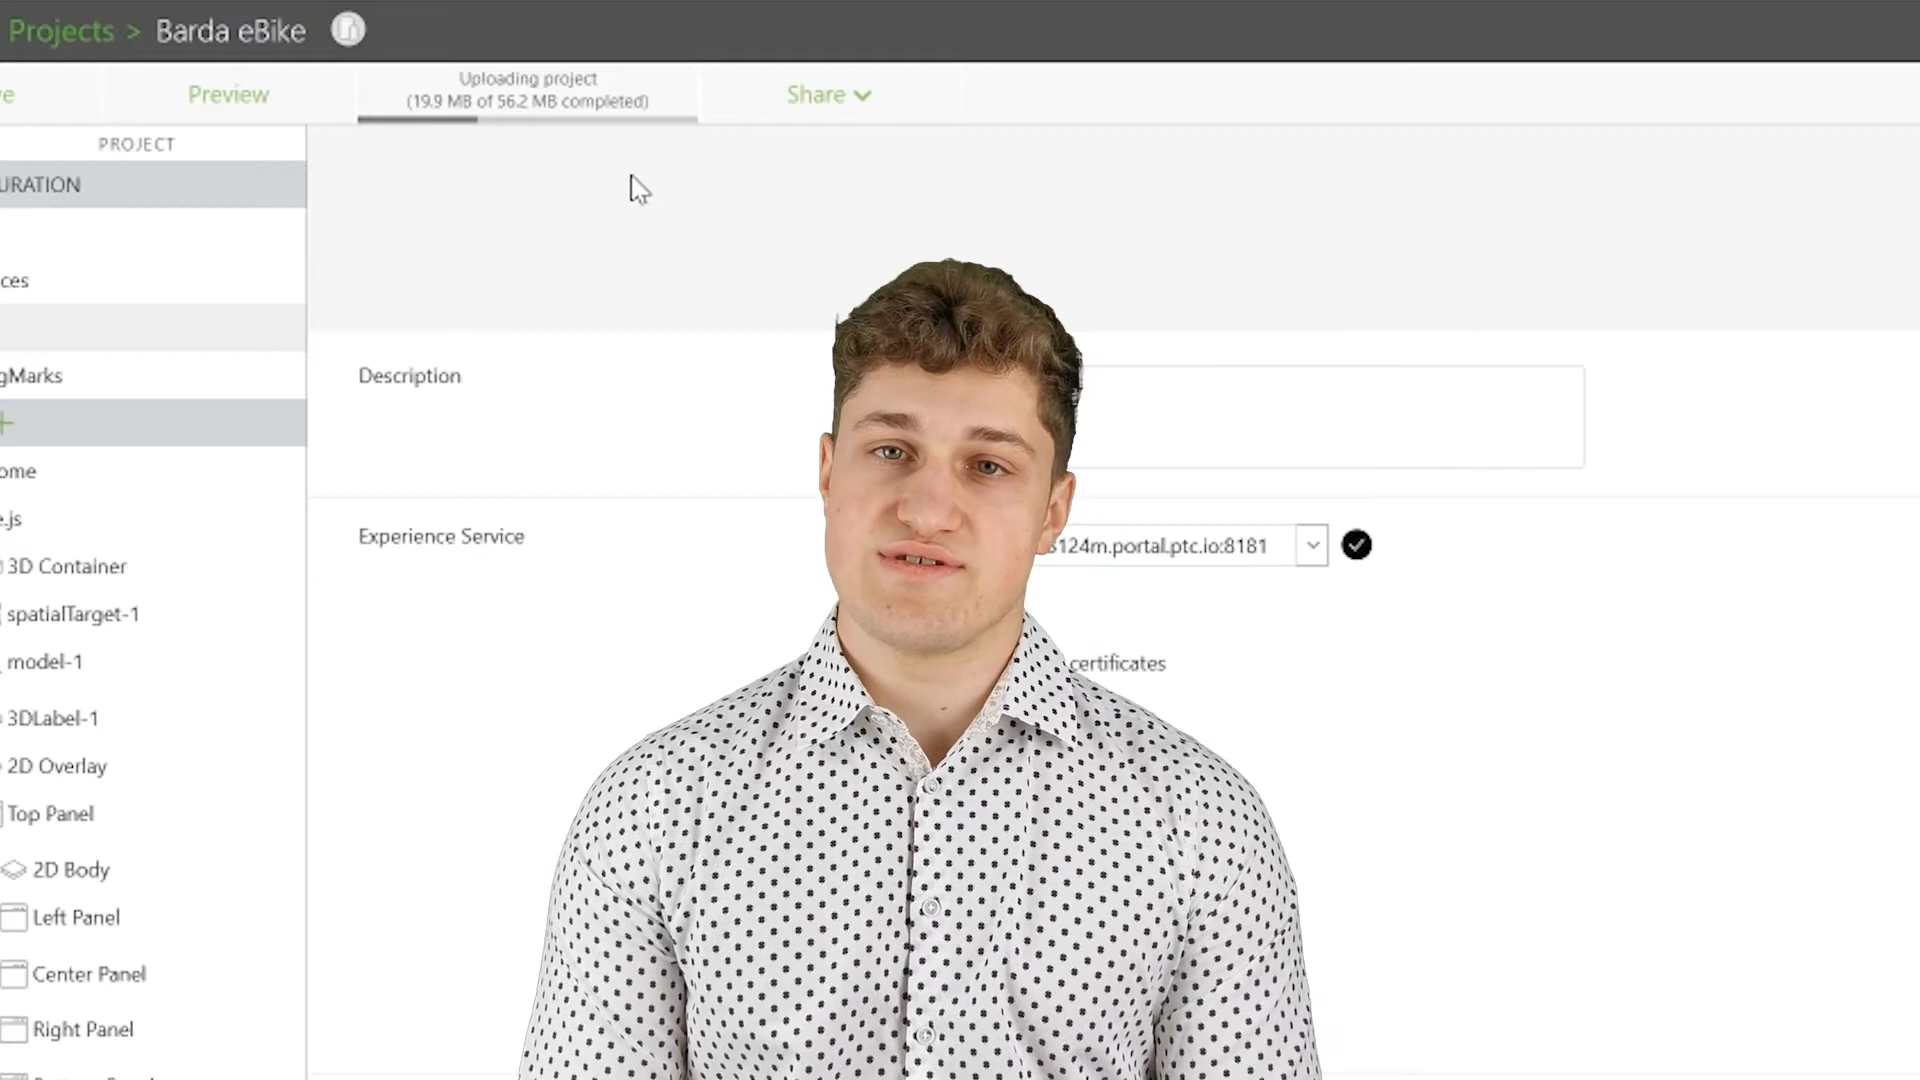 Projects > Barda eBike
ve
Preview
Uploading project
(19.9 MB of 56.2 MB completed)
Share
PROJECT
URATION
ces
gMarks
+
ome
e.js
3D Container
spatialTarget-1
model-1
3DLabel-1
2D Overlay
Top Panel
2D Body
Left Panel
Center Panel
Right Panel
Description
Experience Service
8124m.portal.ptc.io:8181
certificates